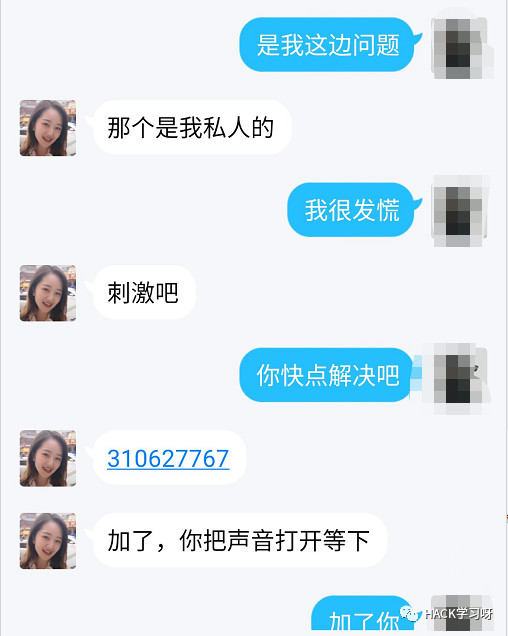 是我这边问题
那个是我私人的
我很发慌
刺激吧
你快点解决吧
310627767
加了，你把声音打开等下
加了你
HACK学习呀